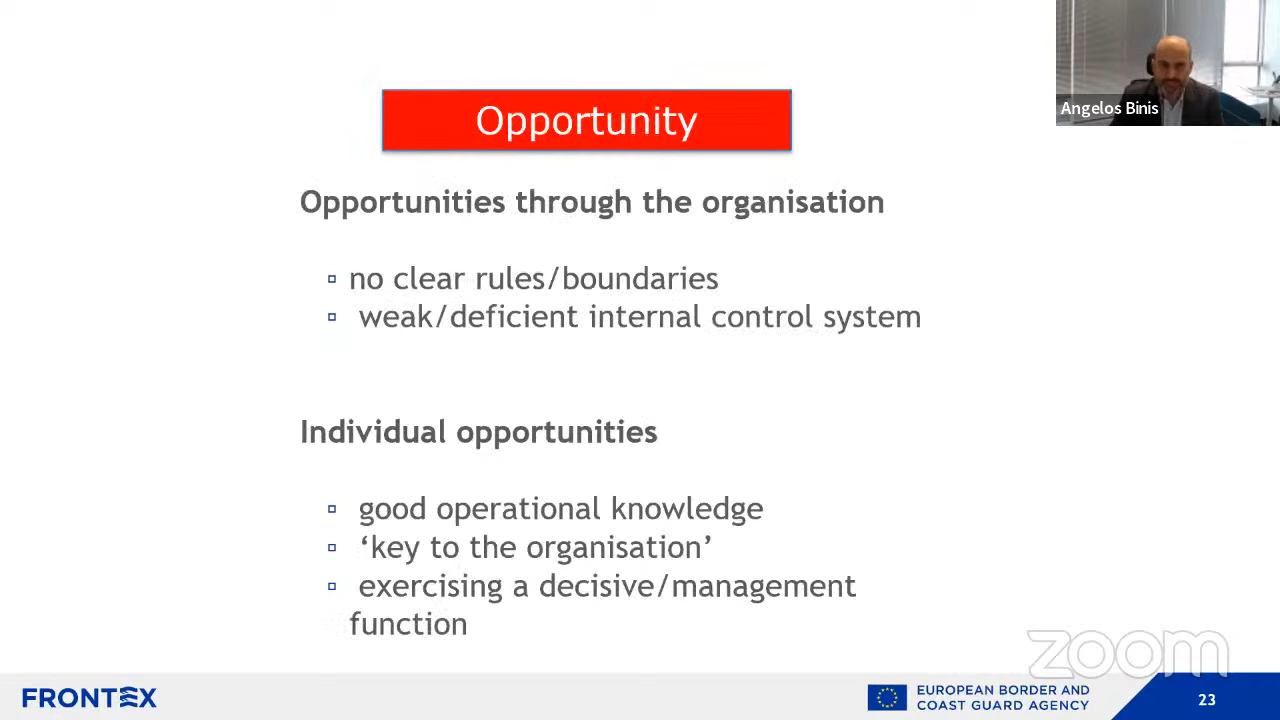 Angelos Binis
Opportunity
Opportunities through the organisation
no clear rules/boundaries
weak/deficient internal control system
Individual opportunities
good operational knowledge
‘key to the organisation’
exercising a decisive/management
function
zoom
FRONTEX
EUROPEAN BORDER AND
COAST GUARD AGENCY
23